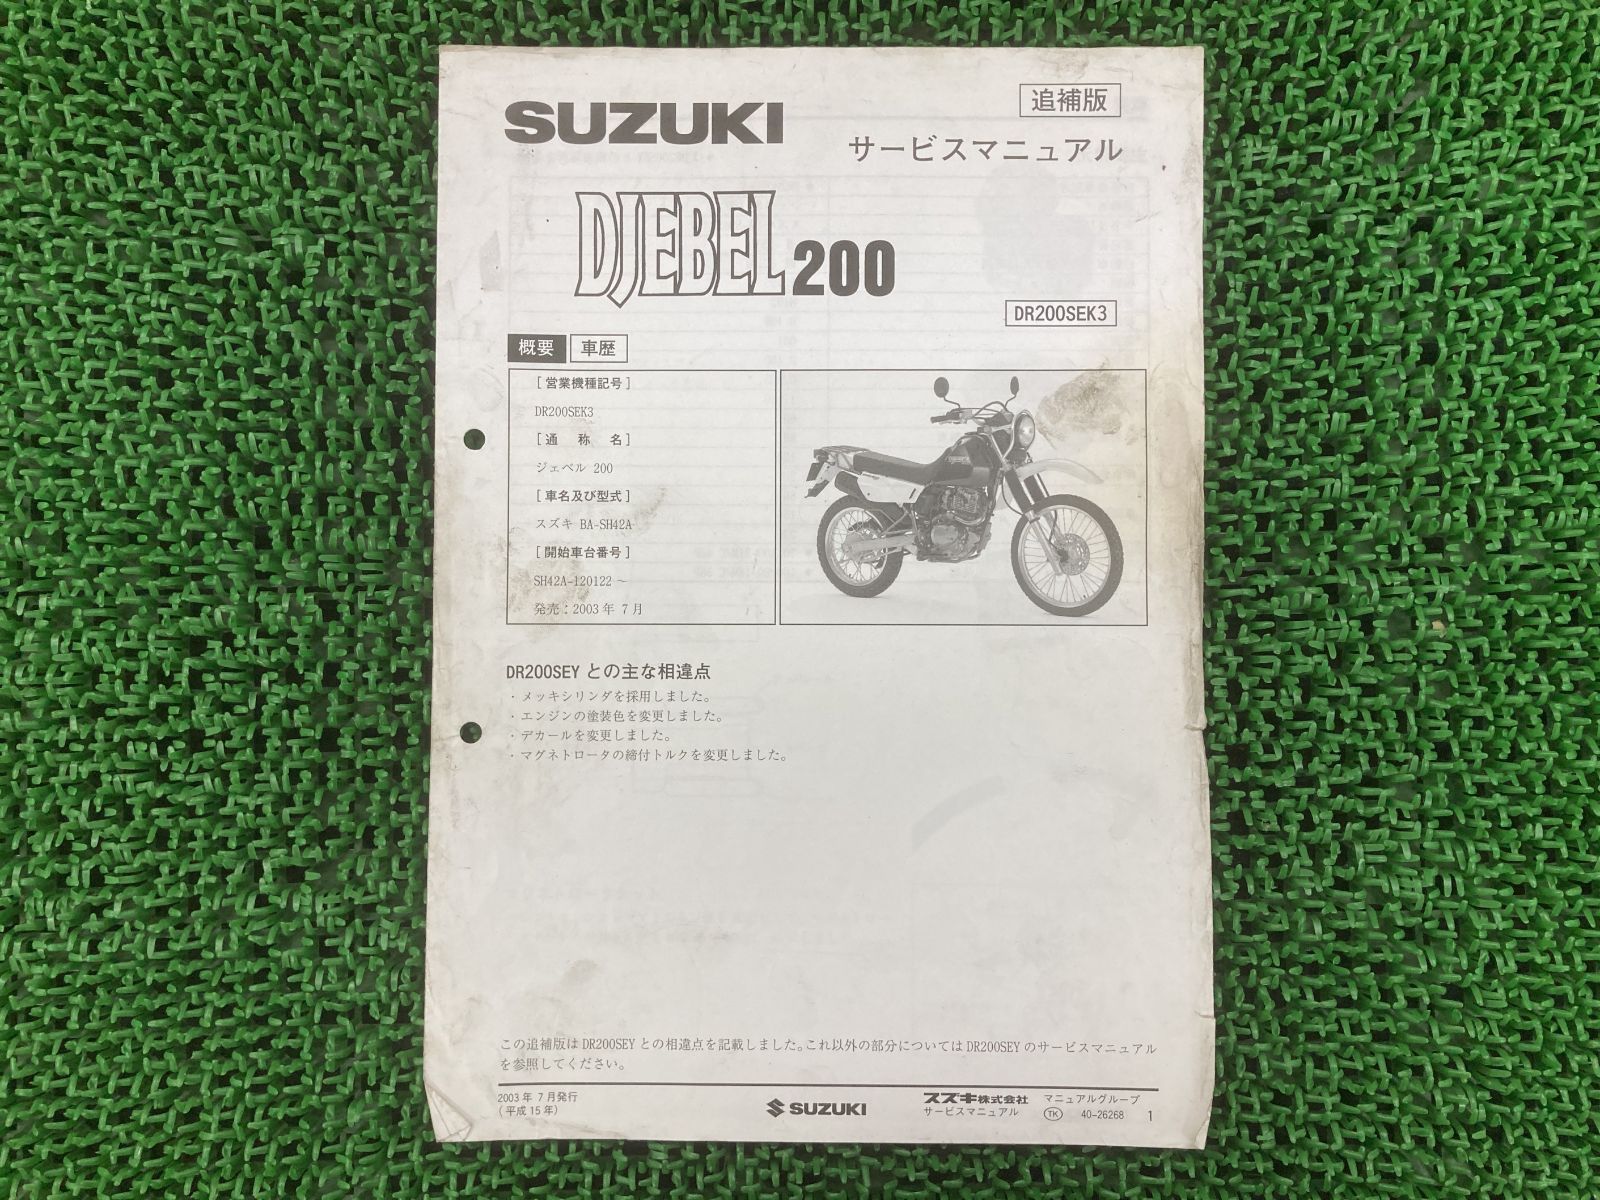 追補版
SUZUKI
サービスマニュアル
DJEBEL 200
DR200SEK3
概要 車歴
[営業機種記号]
DR200SEK3
[通 称 名]
ジェベル 200
[車名及び型式]
スズキ BA-SH42A
[開始車台番号]
SH42A-120122～
発売：2003年 7月
DR200SEY との主な相違点
・メッキシリンダを採用しました。
・エンジンの塗装色を変更しました。
・デカールを変更しました。
・マグネトロータの締付トルクを変更しました。
この追補版は DR200SEY との相違点を記載しました。これ以外の部分については DR200SEY のサービスマニュアル
を参照してください。
2003年 7月発行
(平成15年)
SUZUKI
スズキ株式会社 マニュアルグループ
サービスマニュアル TK 40-26268 1